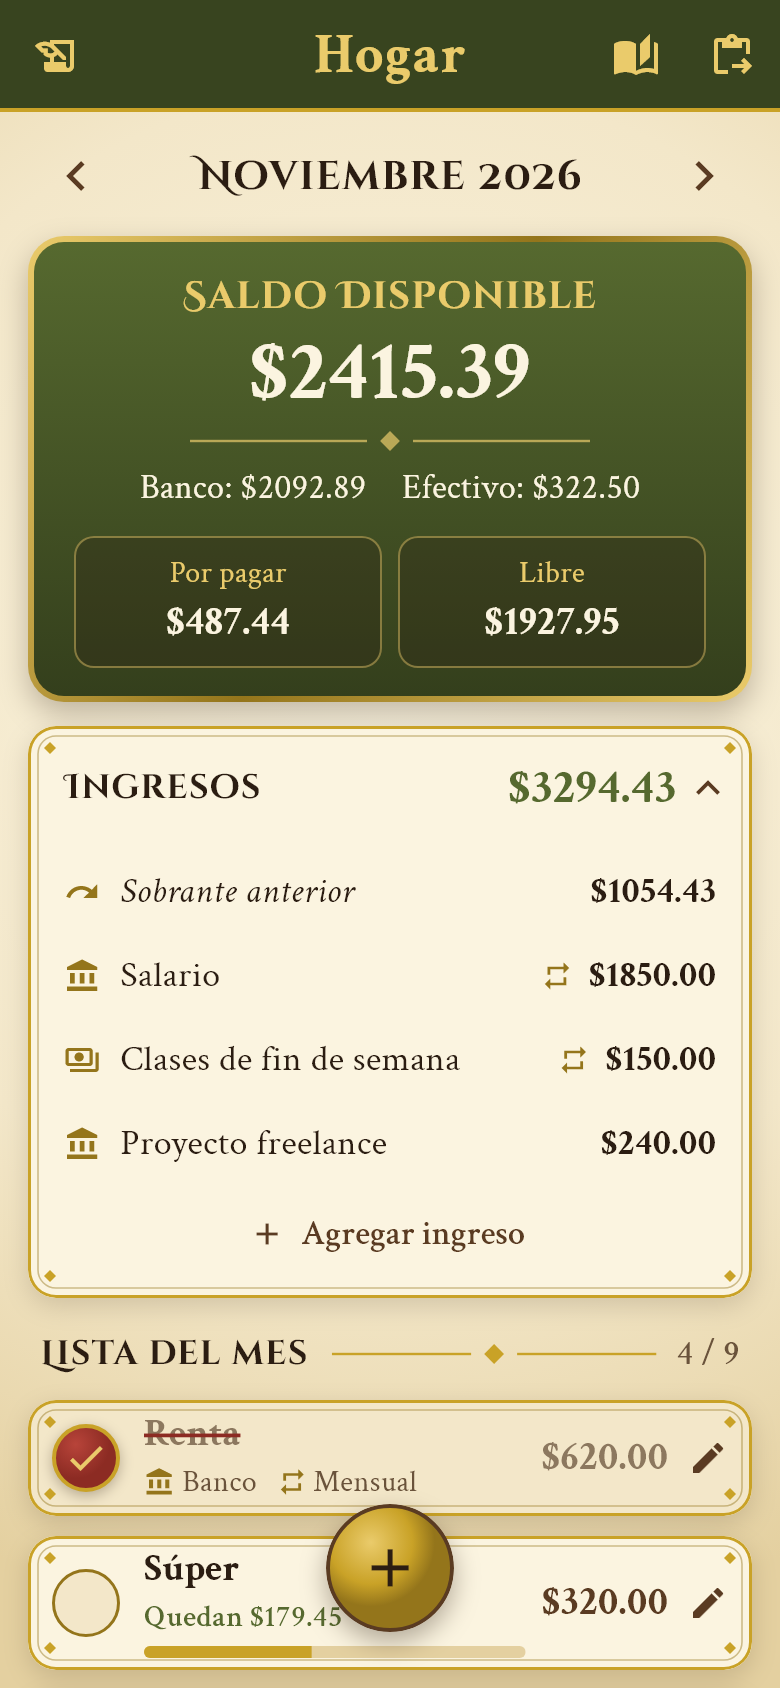 Hogar
Noviembre 2026
Saldo Disponible
$2415.39
Banco: $2092.89 Efectivo: $322.50
Por pagar Libre
$487.44 $1927.95
Ingresos $3294.43
Sobrante anterior $1054.43
Salario $1850.00
Clases de fin de semana $150.00
Proyecto freelance $240.00
+ Agregar ingreso
Lista del mes 4 / 9
Renta $620.00
Banco Mensual
Súper $320.00
Quedan $179.45